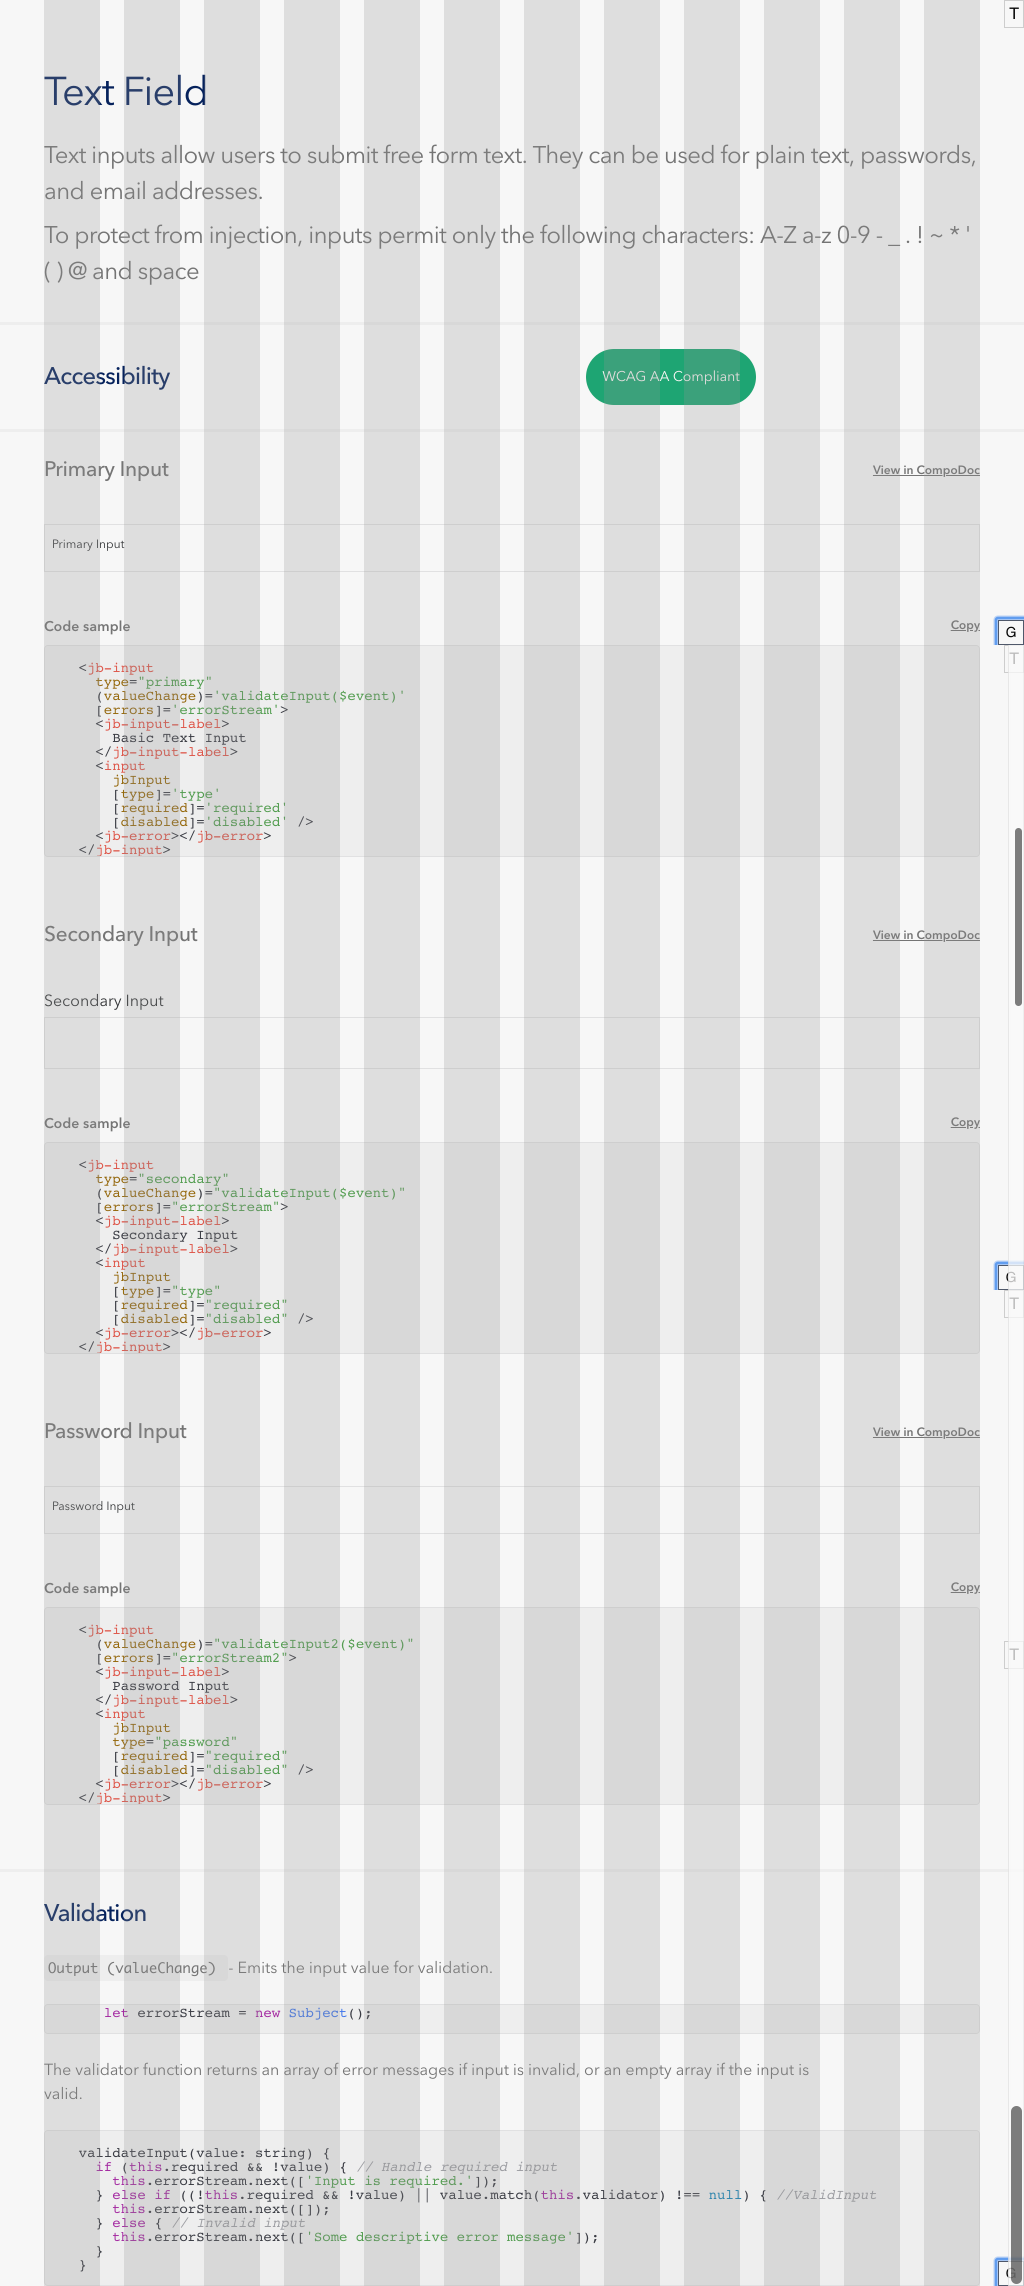 T
Text Field
Text inputs allow users to submit free form text. They can be used for plain text, passwords,
and email addresses.
To protect from injection, inputs permit only the following characters: A-Z a-z 0-9 - _ . ! ~ * '
( ) @ and space
Accessibility
WCAG AA Compliant
Primary Input
View in CompoDoc
Primary Input
Code sample
Copy
G
T
<jb-input
type="primary"
(valueChange)='validateInput($event)'
[errors]='errorStream'>
<jb-input-label>
Basic Text Input
</jb-input-label>
<input
jbInput
[type]='type'
[required]='required'
[disabled]='disabled' />
<jb-error></jb-error>
</jb-input>
Secondary Input
View in CompoDoc
Secondary Input
Code sample
Copy
<jb-input
type="secondary"
(valueChange)="validateInput($event)"
[errors]="errorStream">
<jb-input-label>
Secondary Input
</jb-input-label>
<input
jbInput
[type]="type"
[required]="required"
[disabled]="disabled" />
<jb-error></jb-error>
</jb-input>
G
T
Password Input
View in CompoDoc
Password Input
Code sample
Copy
<jb-input
(valueChange)="validateInput2($event)"
[errors]="errorStream2">
<jb-input-label>
Password Input
</jb-input-label>
<input
jbInput
type="password"
[required]="required"
[disabled]="disabled" />
<jb-error></jb-error>
</jb-input>
T
Validation
Output (valueChange) - Emits the input value for validation.
let errorStream = new Subject();
The validator function returns an array of error messages if input is invalid, or an empty array if the input is
valid.
validateInput(value: string) {
if (this.required && !value) { // Handle required input
this.errorStream.next(['Input is required.']);
} else if ((!this.required && !value) || value.match(this.validator) !== null) { //ValidInput
this.errorStream.next([]);
} else { // Invalid input
this.errorStream.next(['Some descriptive error message']);
}
}
G